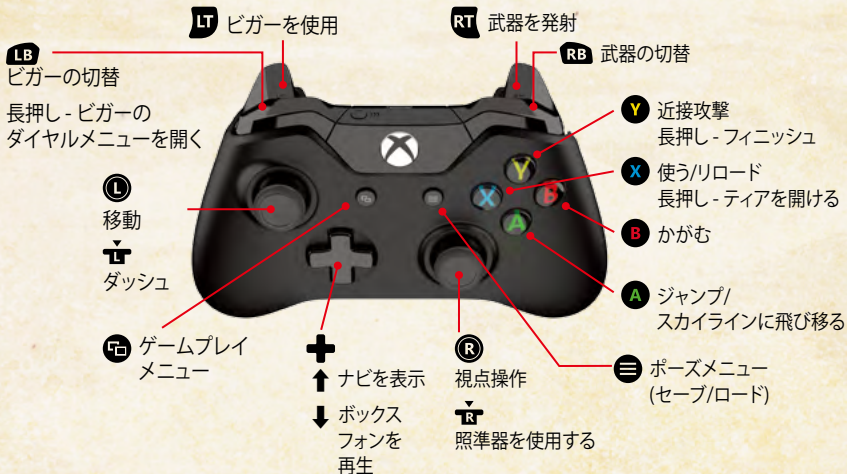 LT ビガーを使用
RT 武器を発射
LB
ビガーの切替
長押し - ビガーの
ダイヤルメニューを開く
RB 武器の切替
Y 近接攻撃
長押し - フィニッシュ
X 使う/リロード
長押し - ティアを開ける
B かがむ
A ジャンプ/
スカイラインに飛び移る
L
移動
L
ダッシュ
ゲームプレイ
メニュー
↑ ナビを表示
↓ ボックス
フォンを
再生
R
視点操作
R
照準器を使用する
ポーズメニュー
(セーブ/ロード)
Y
X
B
A